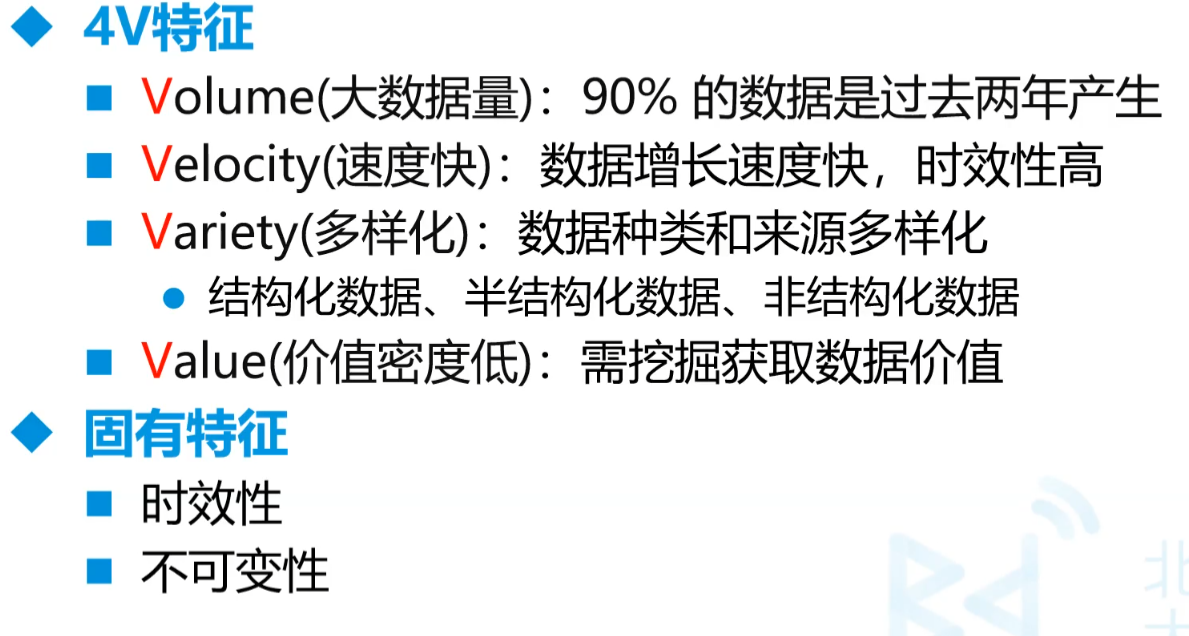 4V特征
Volume(大数据量)：90% 的数据是过去两年产生
Velocity(速度快)：数据增长速度快，时效性高
Variety(多样化)：数据种类和来源多样化
结构化数据、半结构化数据、非结构化数据
Value(价值密度低)：需挖掘获取数据价值
固有特征
时效性
不可变性
北